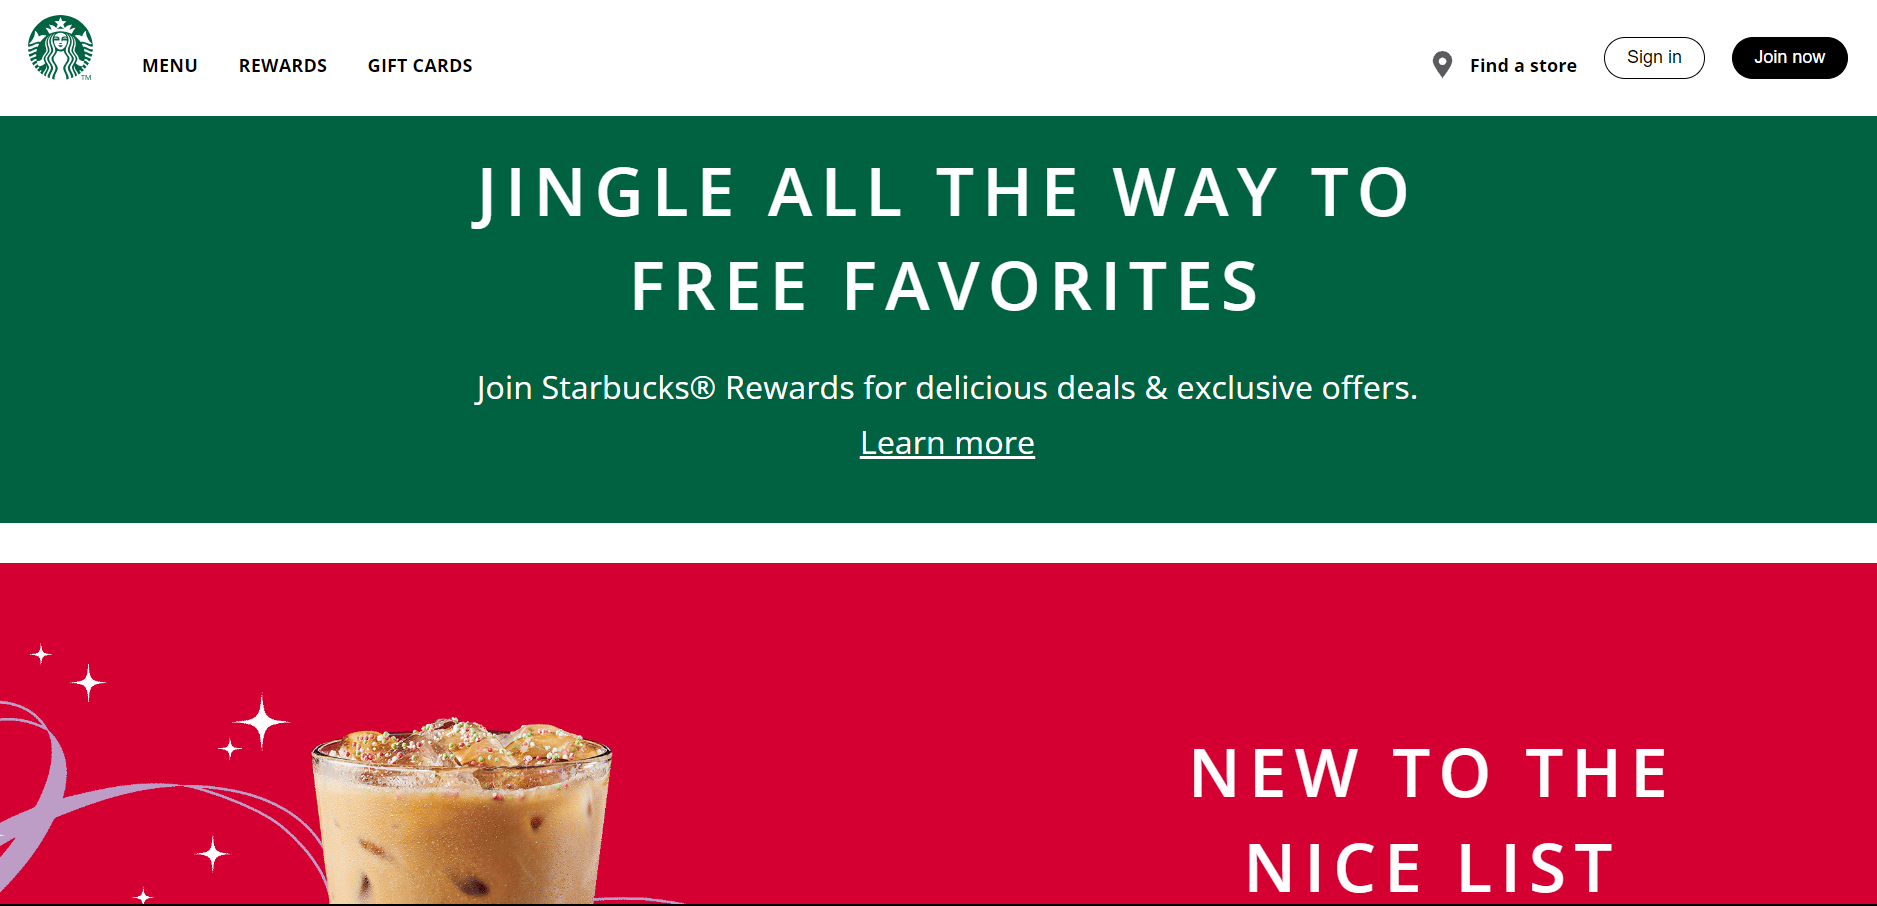 TM
MENU
REWARDS
GIFT CARDS
Find a store
Sign in
Join now
JINGLE ALL THE WAY TO
FREE FAVORITES
Join Starbucks® Rewards for delicious deals & exclusive offers.
Learn more
NEW TO THE
NICE LIST